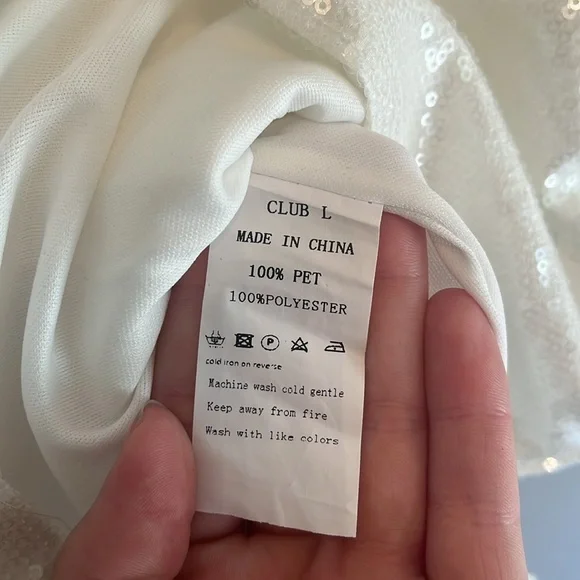 CLUB L
MADE IN CHINA
100% PET
100%POLYESTER
P
cold iron on reverse
Machine wash cold gentle
Keep away from fire
Wash with like colors